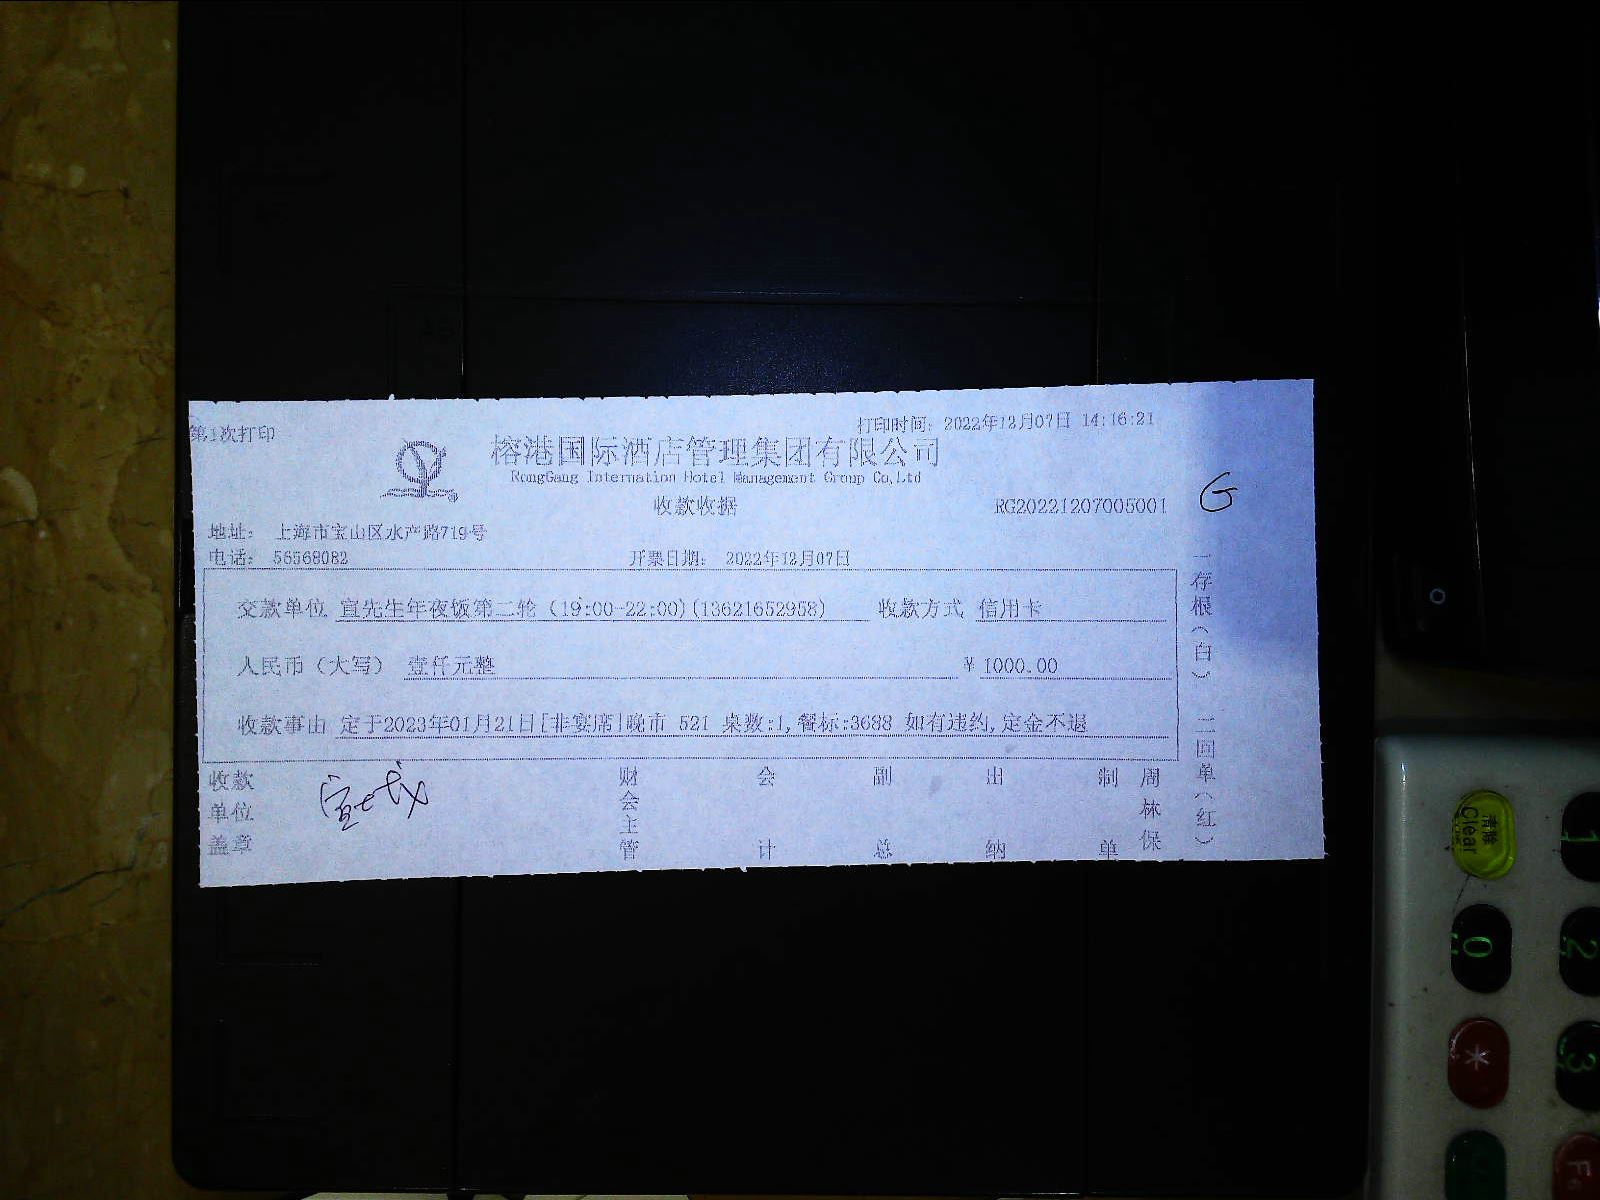 第1次打印
打印时间：2022年12月07日 14:16:21
榕港国际酒店管理集团有限公司
RongGang Internation Hotel Management Group Co,Ltd
收款收据
RG20221207005001
G
地址： 上海市宝山区水产路719号
电话： 56568082
开票日期： 2022年12月07日
交款单位 宣先生年夜饭第二轮（19:00-22:00）(13621652958)
收款方式 信用卡
人民币（大写） 壹仟元整
¥ 1000.00
收款事由 定于2023年01月21日[非宴席]晚市 521 桌数:1,餐标:3688 如有违约,定金不退
收款单位盖章
财会主管
会计
副总
出纳
制单
周林保
一存根（白） 二回单（红）
清除
Clear
0
1
2
3
*